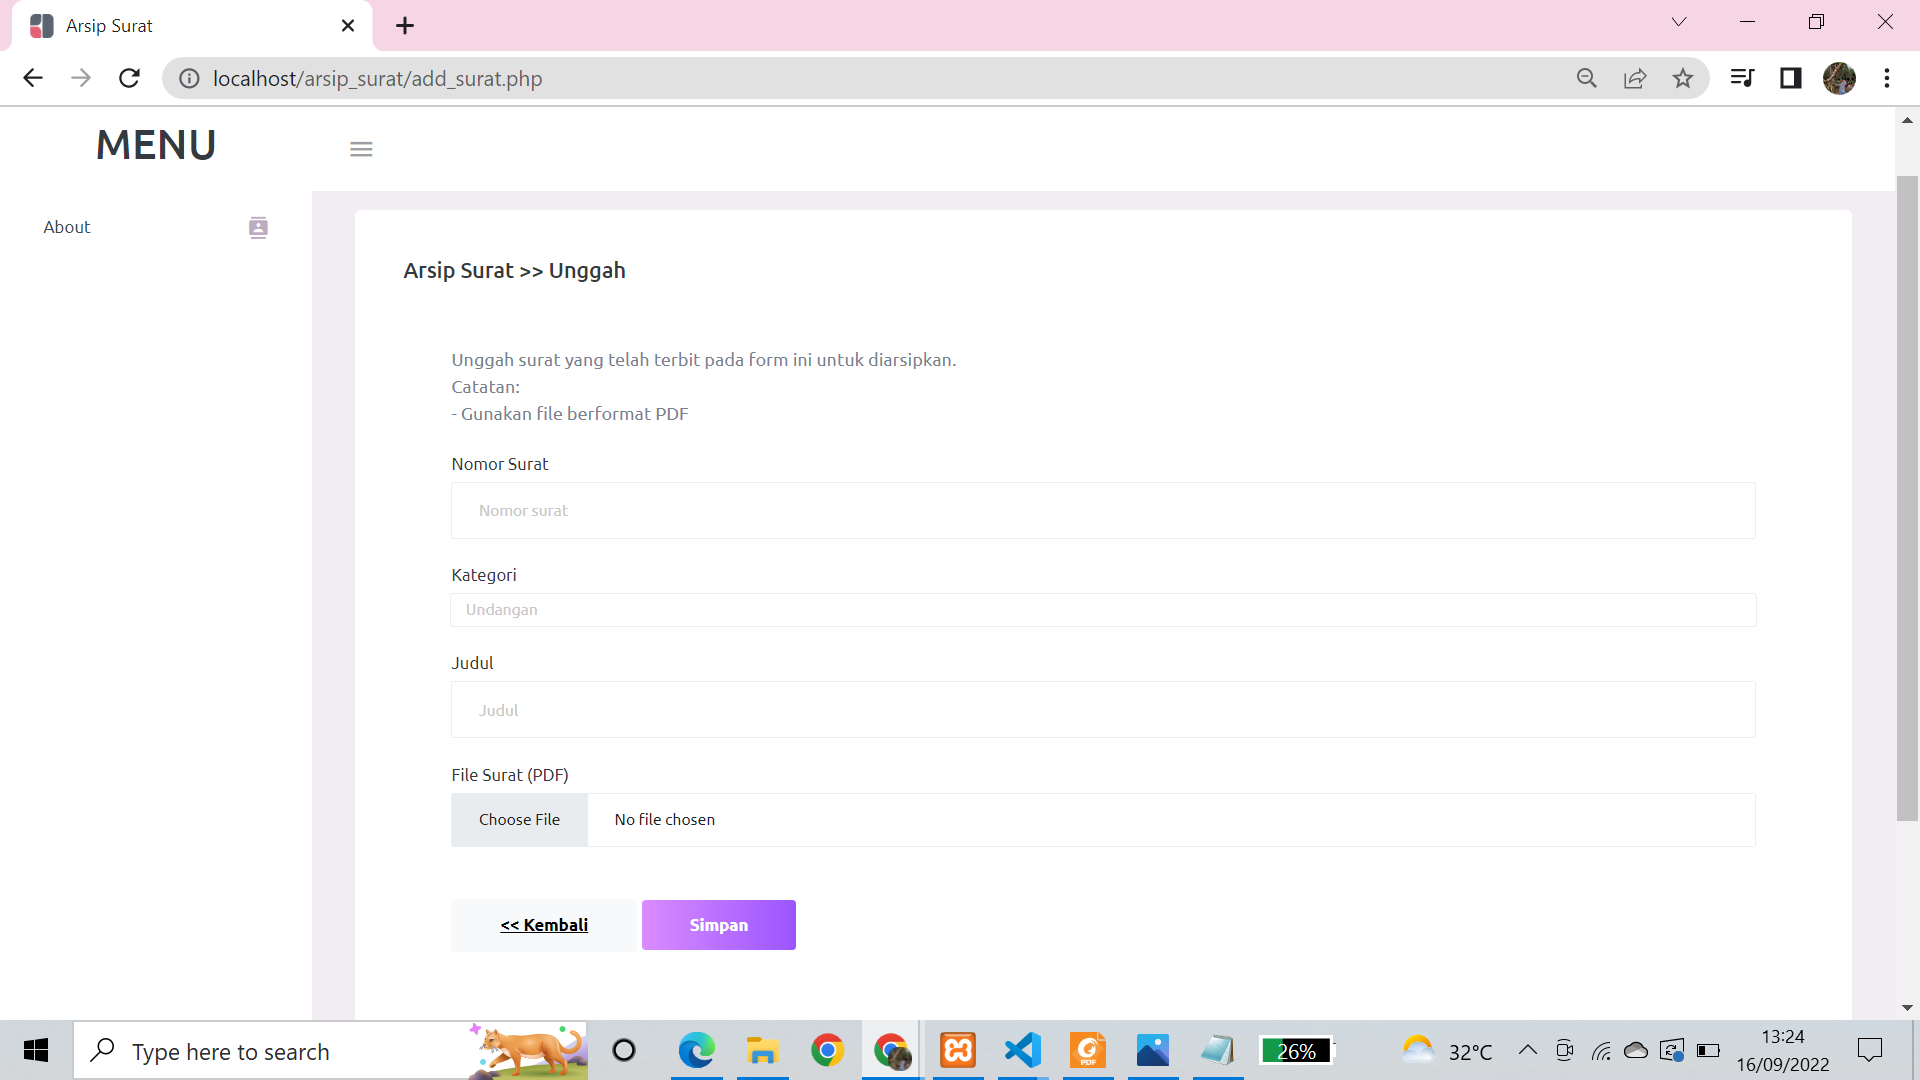 Arsip Surat
localhost/arsip_surat/add_surat.php
MENU
About
Arsip Surat >> Unggah
Unggah surat yang telah terbit pada form ini untuk diarsipkan.
Catatan:
- Gunakan file berformat PDF
Nomor Surat
Nomor surat
Kategori
Undangan
Judul
Judul
File Surat (PDF)
Choose File No file chosen
<< Kembali Simpan
Type here to search
PDF
26%
32°C
13:24
16/09/2022